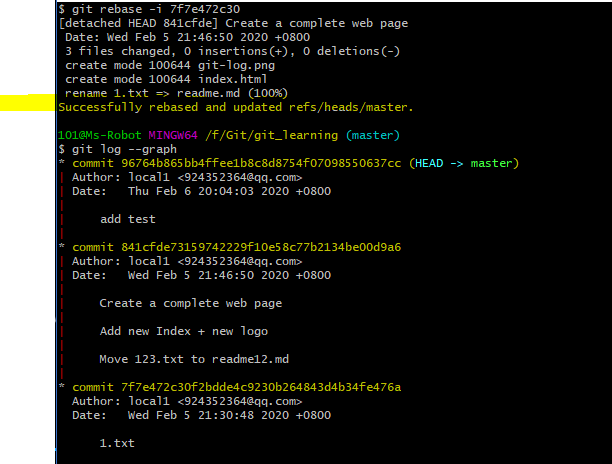 $ git rebase -i 7f7e472c30
[detached HEAD 841cfde] Create a complete web page
Date: Wed Feb 5 21:46:50 2020 +0800
3 files changed, 0 insertions(+), 0 deletions(-)
create mode 100644 git-log.png
create mode 100644 index.html
rename 1.txt => readme.md (100%)
Successfully rebased and updated refs/heads/master.
101@Ms-Robot MINGW64 /f/Git/git_learning (master)
$ git log --graph
* commit 96764b865bb4ffee1b8c8d8754f07098550637cc (HEAD -> master)
| Author: local1 <924352364@qq.com>
| Date:   Thu Feb 6 20:04:03 2020 +0800
|
|     add test
|
* commit 841cfde73159742229f10e58c77b2134be00d9a6
| Author: local1 <924352364@qq.com>
| Date:   Wed Feb 5 21:46:50 2020 +0800
|
|     Create a complete web page
|
|     Add new Index + new logo
|
|     Move 123.txt to readme12.md
|
* commit 7f7e472c30f2bdde4c9230b264843d4b34fe476a
Author: local1 <924352364@qq.com>
Date:   Wed Feb 5 21:30:48 2020 +0800
1.txt